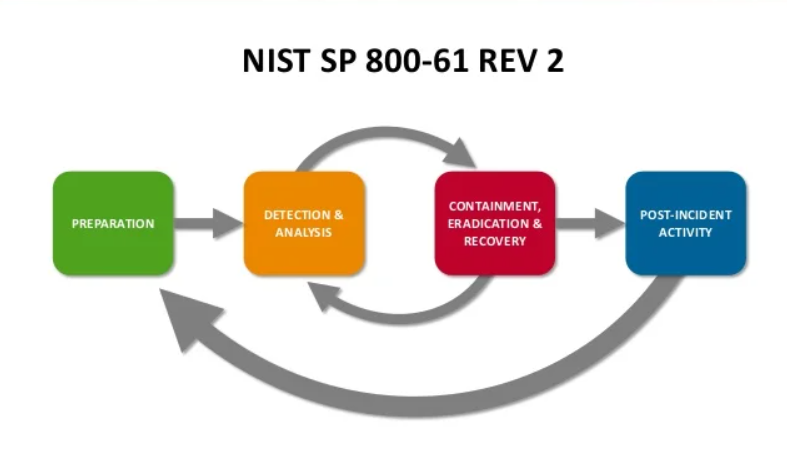 NIST SP 800-61 REV 2
PREPARATION
DETECTION &
ANALYSIS
CONTAINMENT,
ERADICATION &
RECOVERY
POST-INCIDENT
ACTIVITY